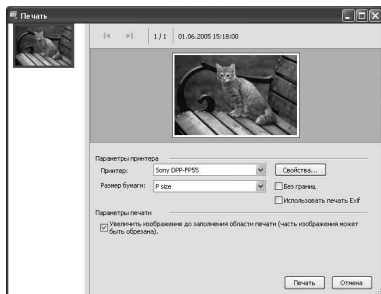 Печать
1 / 1 01.06.2005 15:18:00
Параметры принтера
Принтер: Sony DPP-FP55 Свойства...
Размер бумаги: P size Без границ
Использовать печать Exif
Параметры печати
Увеличить изображение до заполнения области печати (часть изображения может
быть обрезана).
Печать Отмена